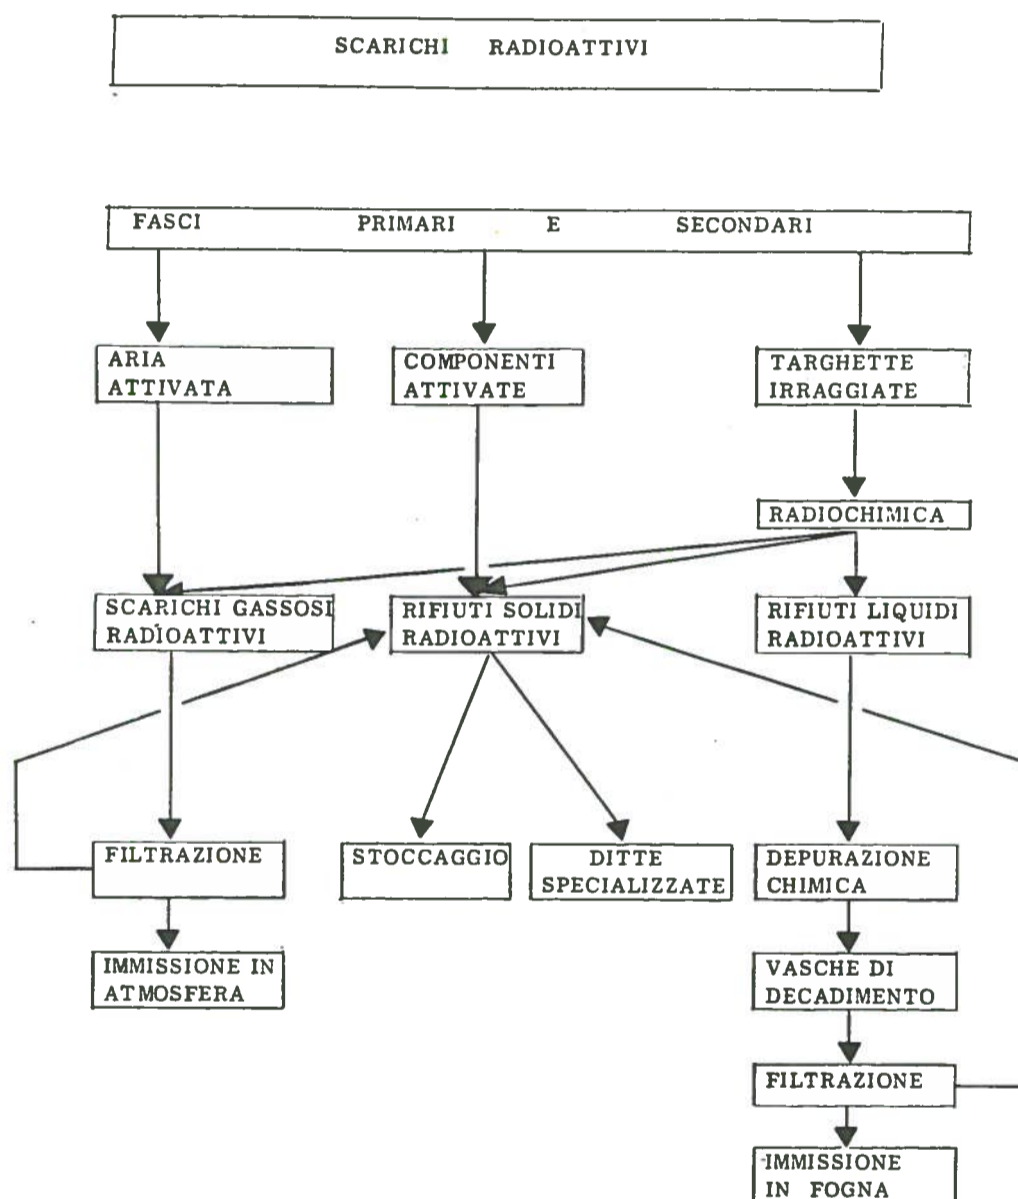 SCARICHI RADIOATTIVI
FASCI PRIMARI E SECONDARI
ARIA
ATTIVATA
COMPONENTI
ATTIVATE
TARGHETTE
IRRAGGIATE
RADIOCHIMICA
SCARICHI GASSOSI
RADIOATTIVI
RIFIUTI SOLIDI
RADIOATTIVI
RIFIUTI LIQUIDI
RADIOATTIVI
FILTRAZIONE
STOCCAGGIO
DITTE
SPECIALIZZATE
DEPURAZIONE
CHIMICA
IMMISSIONE IN
ATMOSFERA
VASCHE DI
DECADIMENTO
FILTRAZIONE
IMMISSIONE
IN FOGNA